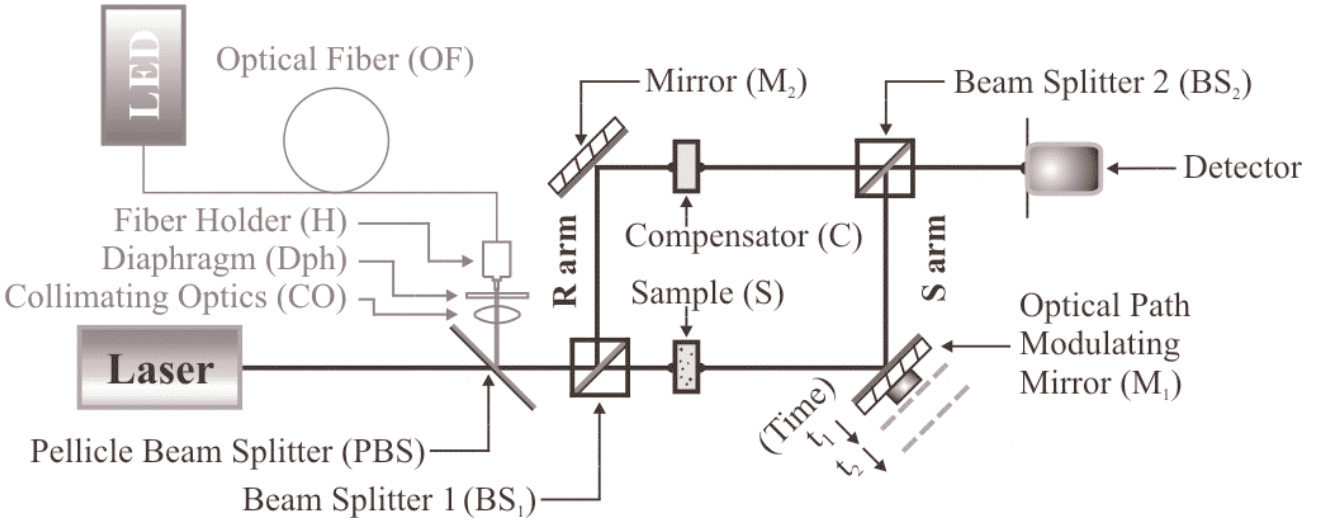 LED
Optical Fiber (OF)
Mirror (M₂)
Beam Splitter 2 (BS₂)
Detector
Fiber Holder (H)
Diaphragm (Dph)
Collimating Optics (CO)
R arm
Compensator (C)
Sample (S)
S arm
Optical Path
Modulating
Mirror (M₁)
Laser
(Time)
t₁
t₂
Pellicle Beam Splitter (PBS)
Beam Splitter 1 (BS₁)